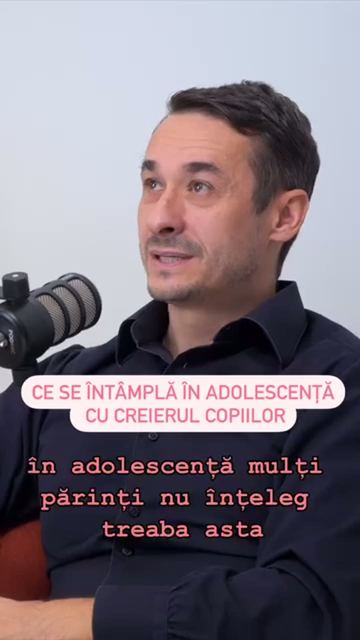 CE SE ÎNTÂMPLĂ ÎN ADOLESCENȚĂ
CU CREIERUL COPIILOR
în adolescență mulți
părinți nu înțeleg
treaba asta